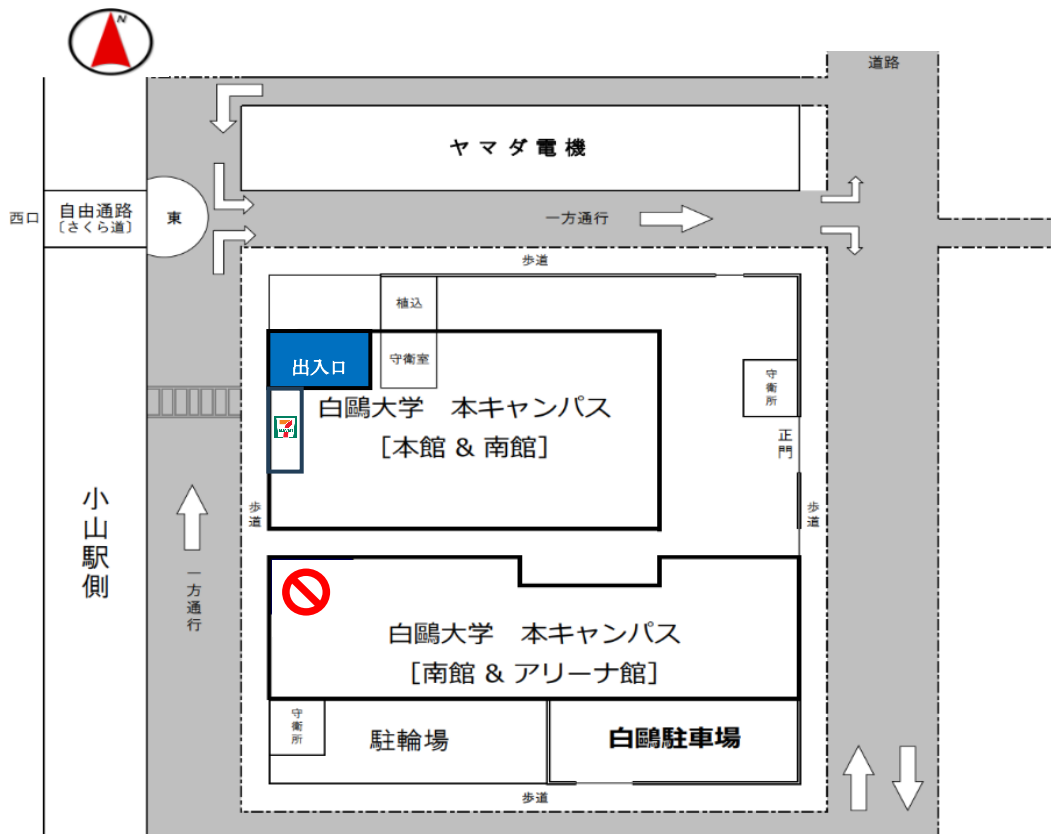 N
道路
ヤマダ電機
西口
自由通路
〔さくら道〕
東
一方通行
歩道
植込
出入口
守衛室
守衛所
白鷗大学 本キャンパス
[本館 & 南館]
正門
歩道
歩道
小山駅側
一方通行
白鷗大学 本キャンパス
[南館 & アリーナ館]
守衛所
駐輪場
白鷗駐車場
歩道